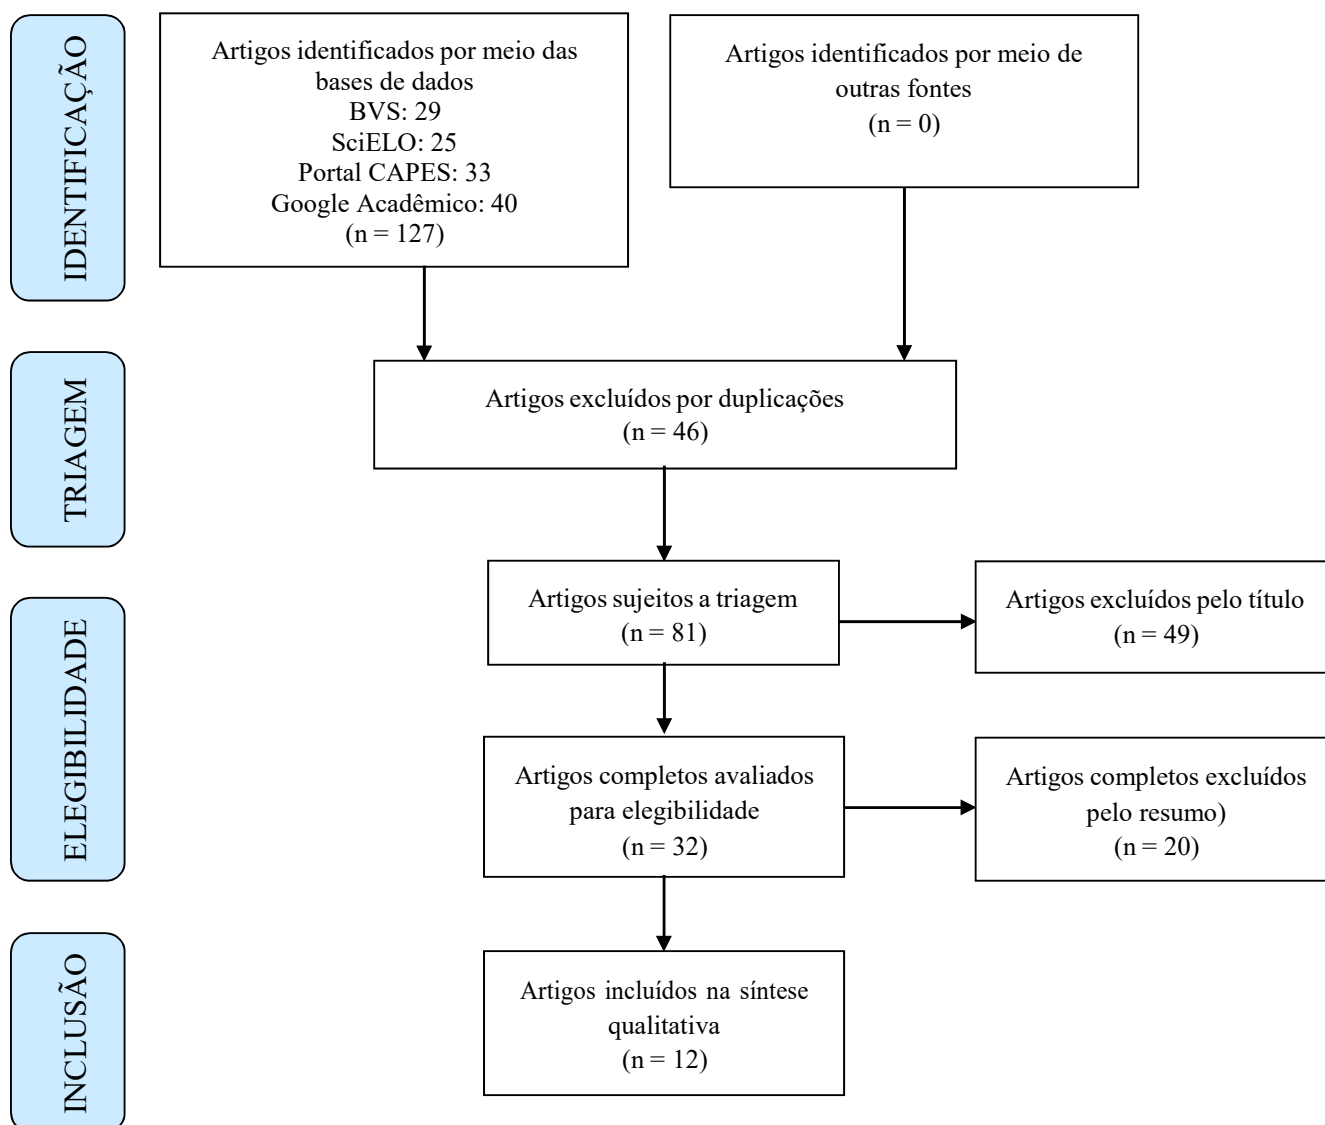 IDENTIFICAÇÃO
Artigos identificados por meio das
bases de dados
BVS: 29
SciELO: 25
Portal CAPES: 33
Google Acadêmico: 40
(n = 127)
Artigos identificados por meio de
outras fontes
(n = 0)
TRIAGEM
Artigos excluídos por duplicações
(n = 46)
ELEGIBILIDADE
Artigos sujeitos a triagem
(n = 81)
Artigos excluídos pelo título
(n = 49)
Artigos completos avaliados
para elegibilidade
(n = 32)
Artigos completos excluídos
pelo resumo)
(n = 20)
INCLUSÃO
Artigos incluídos na síntese
qualitativa
(n = 12)